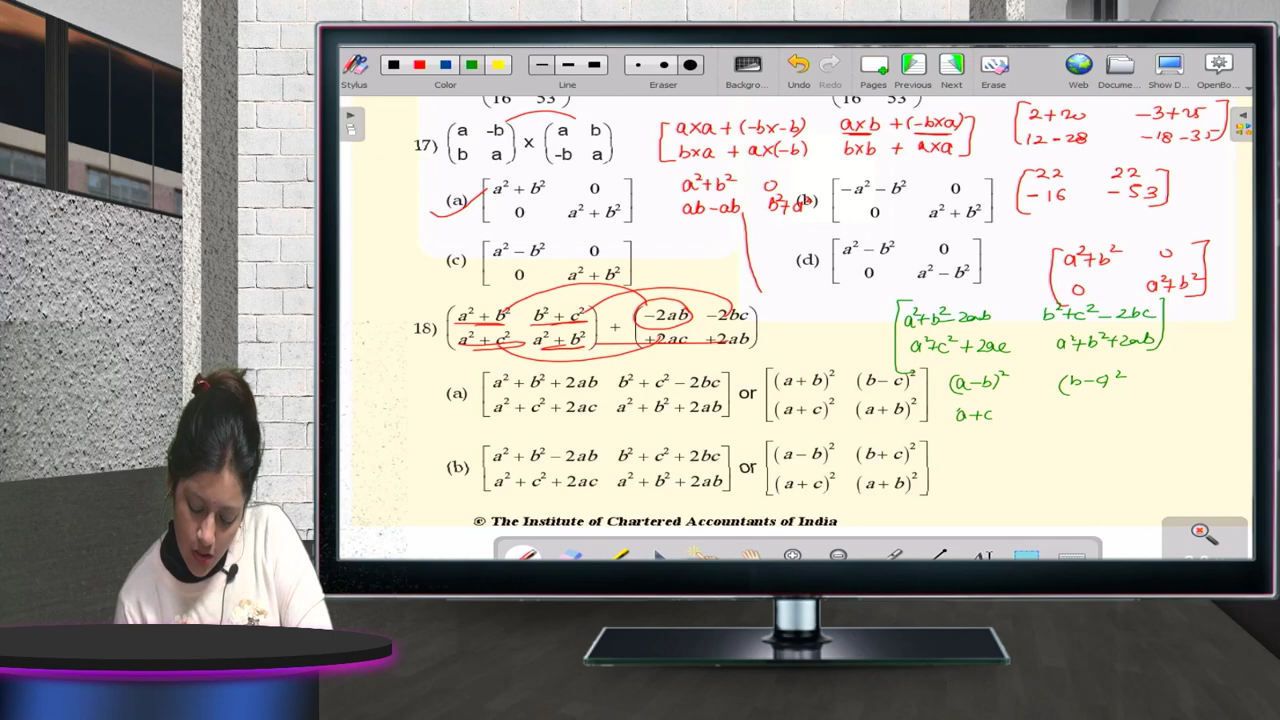 Stylus Color Line Eraser Backgro... Undo Redo Pages Previous Next Erase Web Docume... Show D... OpenBo...
(16 53) (16 53)
[2+20 -3+25
12-28 -18-35]
17) (a -b x (a b
b a) -b a)
[a×a + (-b×-b) a×b + (-b×a)
b×a + a×(-b) b×b + a×a]
(a) [a² + b² 0
0 a² + b²]
a²+b² 0
ab-ab b²+a²
(b) [-a² - b² 0
0 a² + b²]
[22 22
-16 -53]
(c) [a² - b² 0
0 a² + b²]
(d) [a² - b² 0
0 a² - b²]
[a²+b² 0
0 a²+b²]
18) (a² + b² b² + c² + (-2ab -2bc
a² + c² a² + b²) +2ac +2ab)
[a²+b²-2ab b²+c²-2bc
a²+c²+2ac a²+b²+2ab]
(a) [a² + b² + 2ab b² + c² - 2bc or [(a + b)² (b - c)²
a² + c² + 2ac a² + b² + 2ab] (a + c)² (a + b)²]
(a-b)² (b-c)²
a+c
(b) [a² + b² - 2ab b² + c² + 2bc or [(a - b)² (b + c)²
a² + c² + 2ac a² + b² + 2ab] (a + c)² (a + b)²]
© The Institute of Chartered Accountants of India